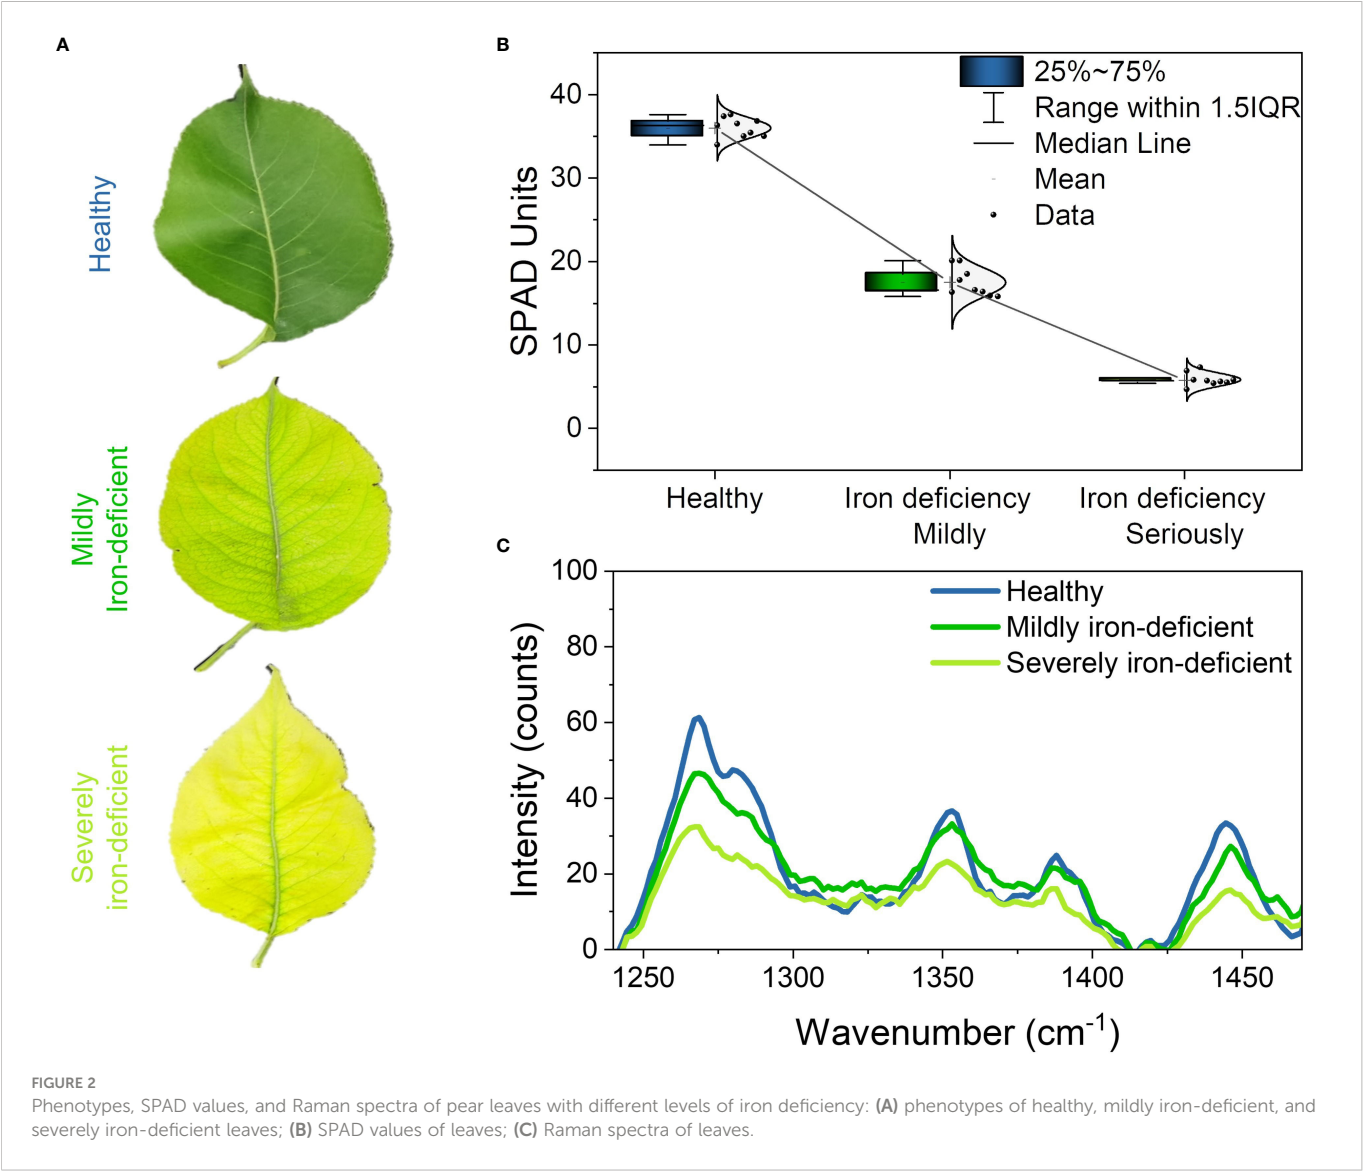 A
Healthy
Mildly
Iron-deficient
Severely
iron-deficient
B
SPAD Units
40
30
20
10
0
25%~75%
Range within 1.5IQR
Median Line
Mean
Data
Healthy
Iron deficiency
Mildly
Iron deficiency
Seriously
C
Intensity (counts)
100
80
60
40
20
0
Healthy
Mildly iron-deficient
Severely iron-deficient
1250 1300 1350 1400 1450
Wavenumber (cm⁻¹)
FIGURE 2
Phenotypes, SPAD values, and Raman spectra of pear leaves with different levels of iron deficiency: (A) phenotypes of healthy, mildly iron-deficient, and
severely iron-deficient leaves; (B) SPAD values of leaves; (C) Raman spectra of leaves.